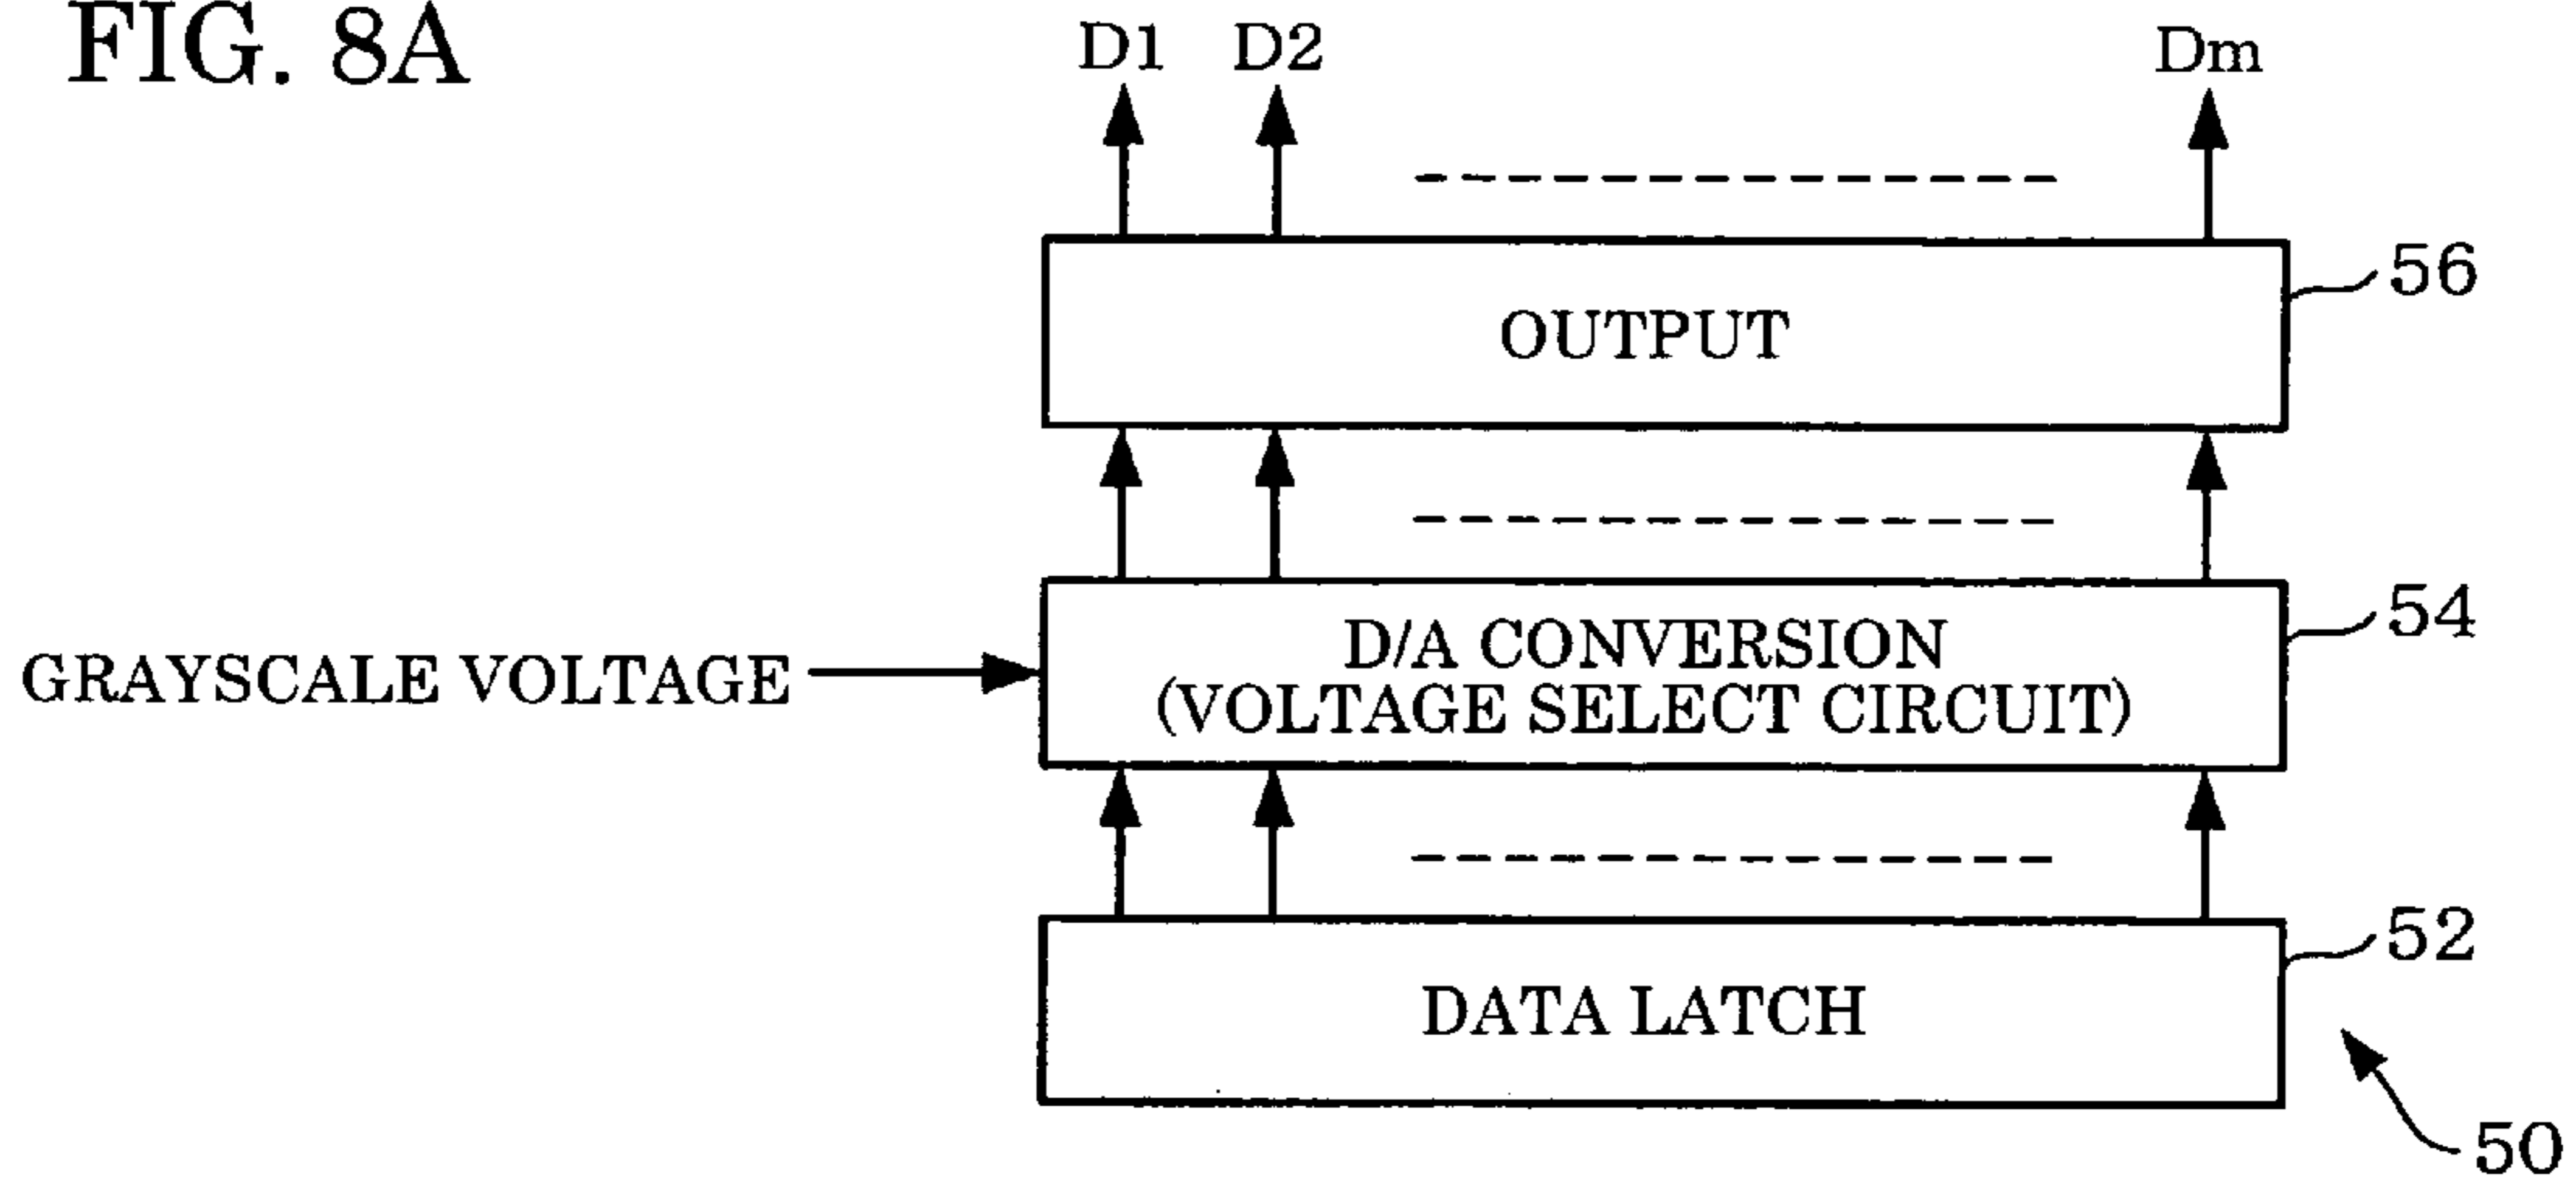 FIG. 8A
D1 D2 Dm
OUTPUT
56
GRAYSCALE VOLTAGE
D/A CONVERSION
(VOLTAGE SELECT CIRCUIT)
54
DATA LATCH
52
50